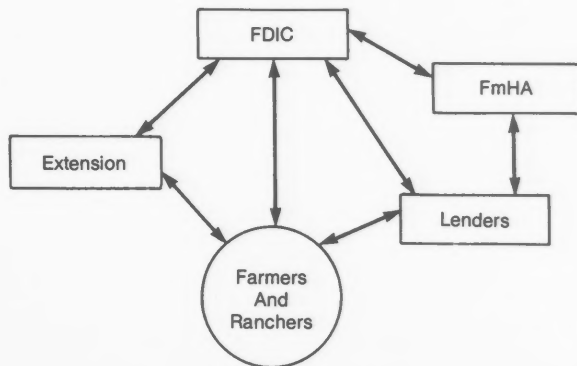 FDIC
FmHA
Extension
Lenders
Farmers
And
Ranchers